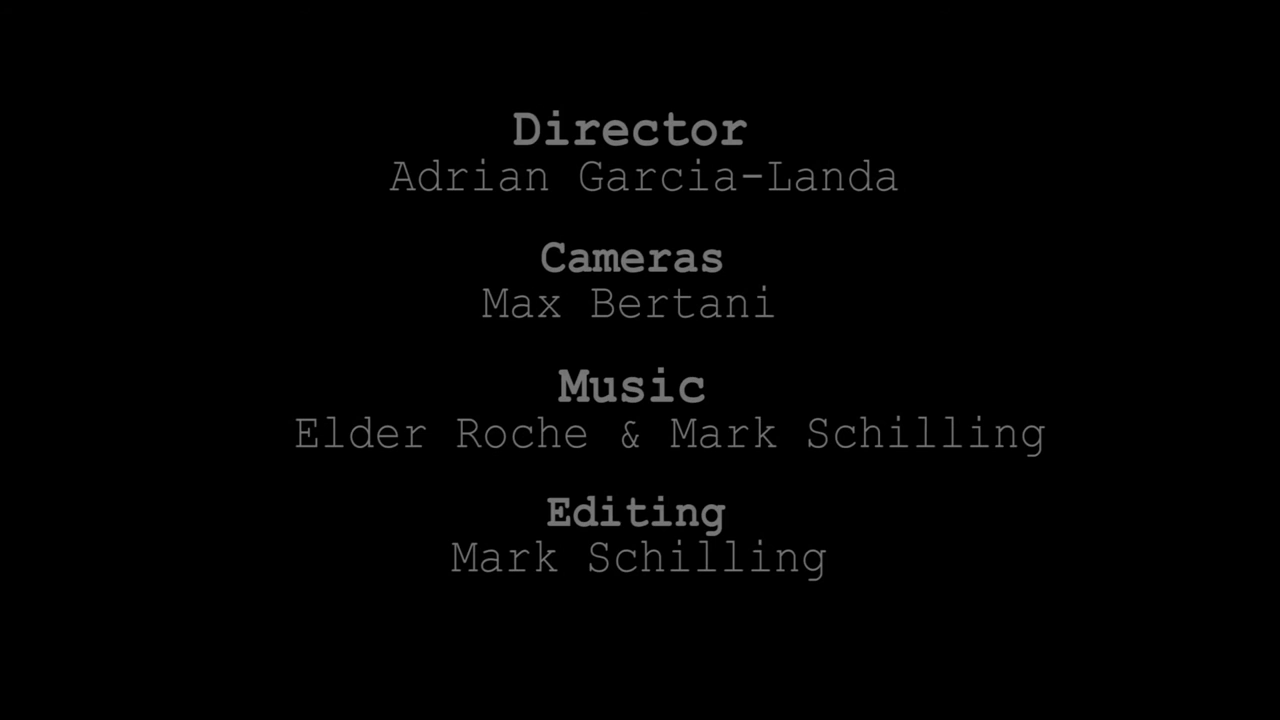 Director
Adrian Garcia-Landa
Cameras
Max Bertani
Music
Elder Roche & Mark Schilling
Editing
Mark Schilling